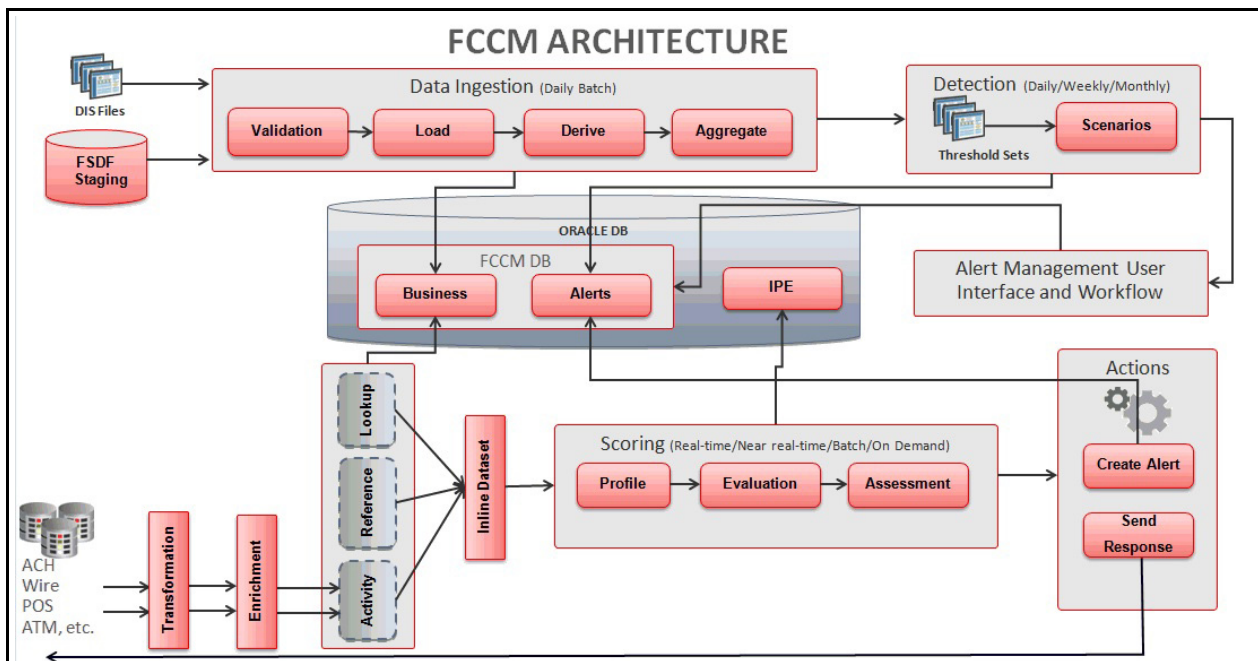 FCCM ARCHITECTURE
DIS Files
FSDF
Staging
Data Ingestion (Daily Batch)
Validation
Load
Derive
Aggregate
Detection (Daily/Weekly/Monthly)
Threshold Sets
Scenarios
ORACLE DB
FCCM DB
Business
Alerts
IPE
Alert Management User
Interface and Workflow
Lookup
Reference
Activity
Inline Dataset
Scoring (Real-time/Near real-time/Batch/On Demand)
Profile
Evaluation
Assessment
Actions
Create Alert
Send
Response
ACH
Wire
POS
ATM, etc.
Transformation
Enrichment